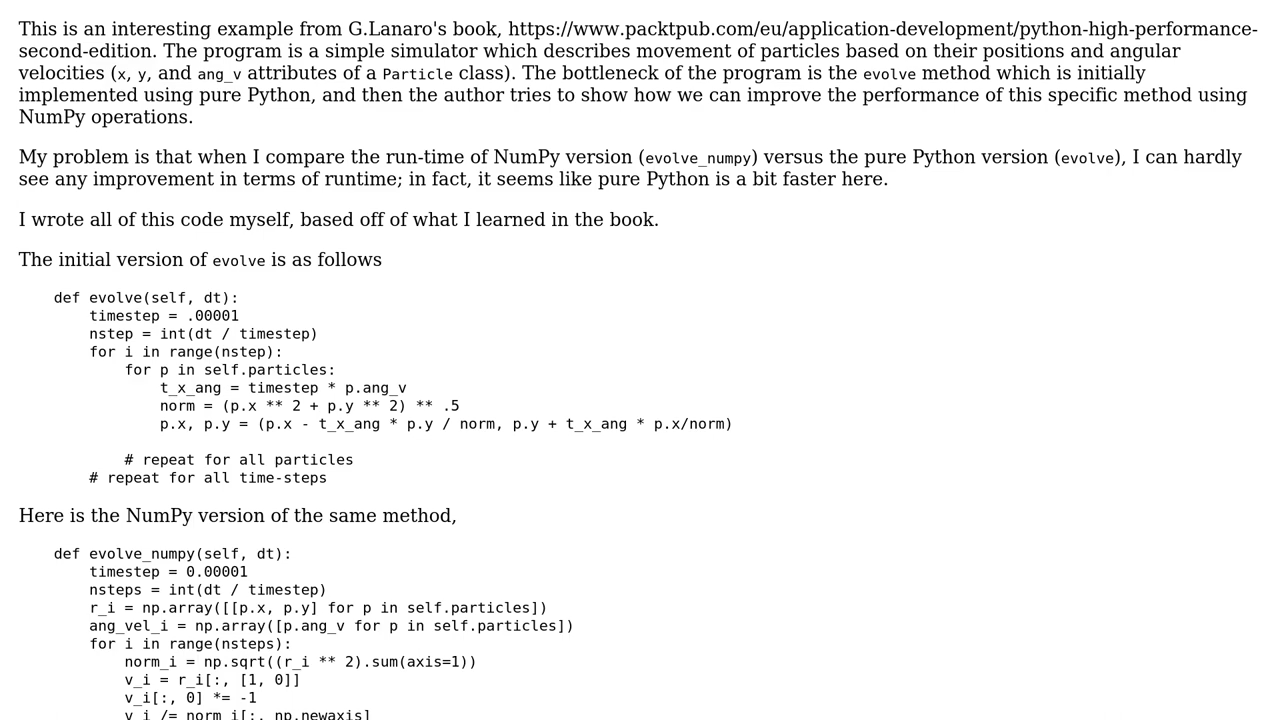 This is an interesting example from G.Lanaro's book, https://www.packtpub.com/eu/application-development/python-high-performance-
second-edition. The program is a simple simulator which describes movement of particles based on their positions and angular
velocities (x, y, and ang_v attributes of a Particle class). The bottleneck of the program is the evolve method which is initially
implemented using pure Python, and then the author tries to show how we can improve the performance of this specific method using
NumPy operations.
My problem is that when I compare the run-time of NumPy version (evolve_numpy) versus the pure Python version (evolve), I can hardly
see any improvement in terms of runtime; in fact, it seems like pure Python is a bit faster here.
I wrote all of this code myself, based off of what I learned in the book.
The initial version of evolve is as follows
def evolve(self, dt):
timestep = .00001
nstep = int(dt / timestep)
for i in range(nstep):
for p in self.particles:
t_x_ang = timestep * p.ang_v
norm = (p.x ** 2 + p.y ** 2) ** .5
p.x, p.y = (p.x - t_x_ang * p.y / norm, p.y + t_x_ang * p.x/norm)
# repeat for all particles
# repeat for all time-steps
Here is the NumPy version of the same method,
def evolve_numpy(self, dt):
timestep = 0.00001
nsteps = int(dt / timestep)
r_i = np.array([[p.x, p.y] for p in self.particles])
ang_vel_i = np.array([p.ang_v for p in self.particles])
for i in range(nsteps):
norm_i = np.sqrt((r_i ** 2).sum(axis=1))
v_i = r_i[:, [1, 0]]
v_i[:, 0] *= -1
v_i /= norm_i[:, np.newaxis]